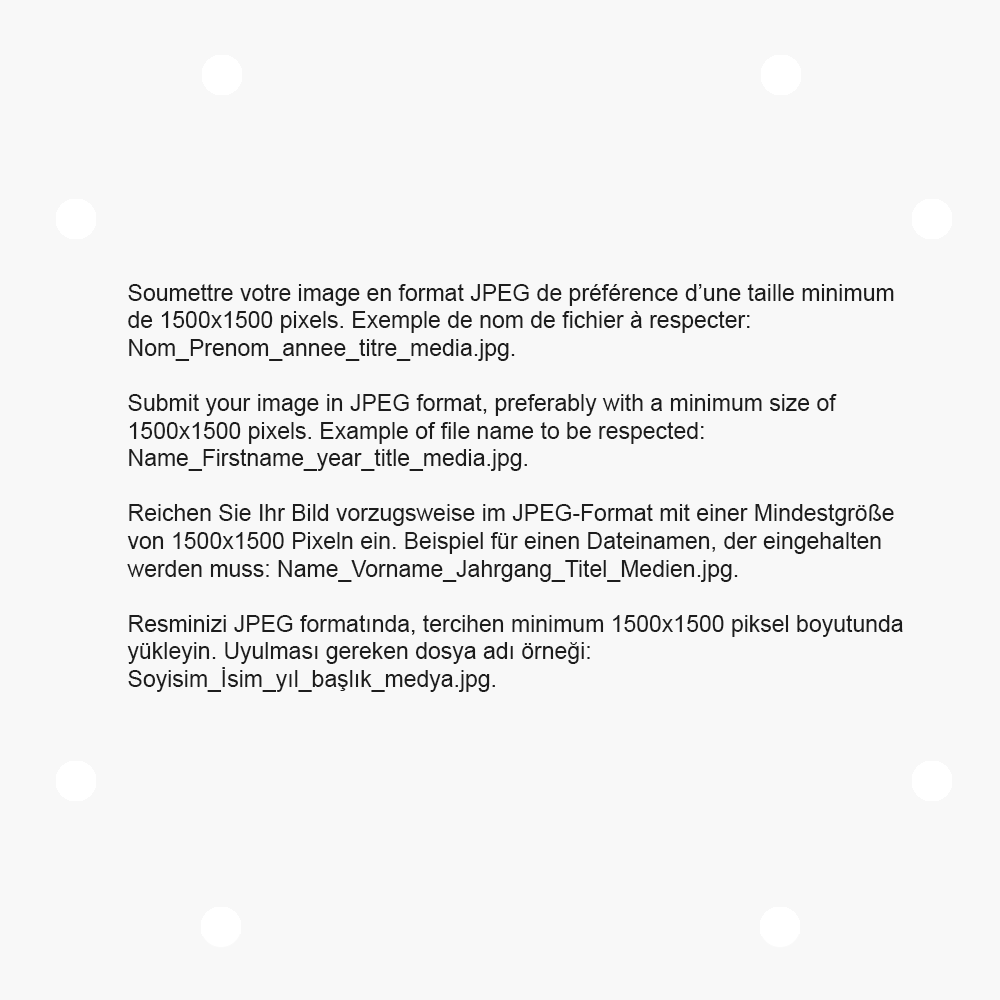 Soumettre votre image en format JPEG de préférence d’une taille minimum
de 1500x1500 pixels. Exemple de nom de fichier à respecter:
Nom_Prenom_annee_titre_media.jpg.
Submit your image in JPEG format, preferably with a minimum size of
1500x1500 pixels. Example of file name to be respected:
Name_Firstname_year_title_media.jpg.
Reichen Sie Ihr Bild vorzugsweise im JPEG-Format mit einer Mindestgröße
von 1500x1500 Pixeln ein. Beispiel für einen Dateinamen, der eingehalten
werden muss: Name_Vorname_Jahrgang_Titel_Medien.jpg.
Resminizi JPEG formatında, tercihen minimum 1500x1500 piksel boyutunda
yükleyin. Uyulması gereken dosya adı örneği:
Soyisim_İsim_yıl_başlık_medya.jpg.